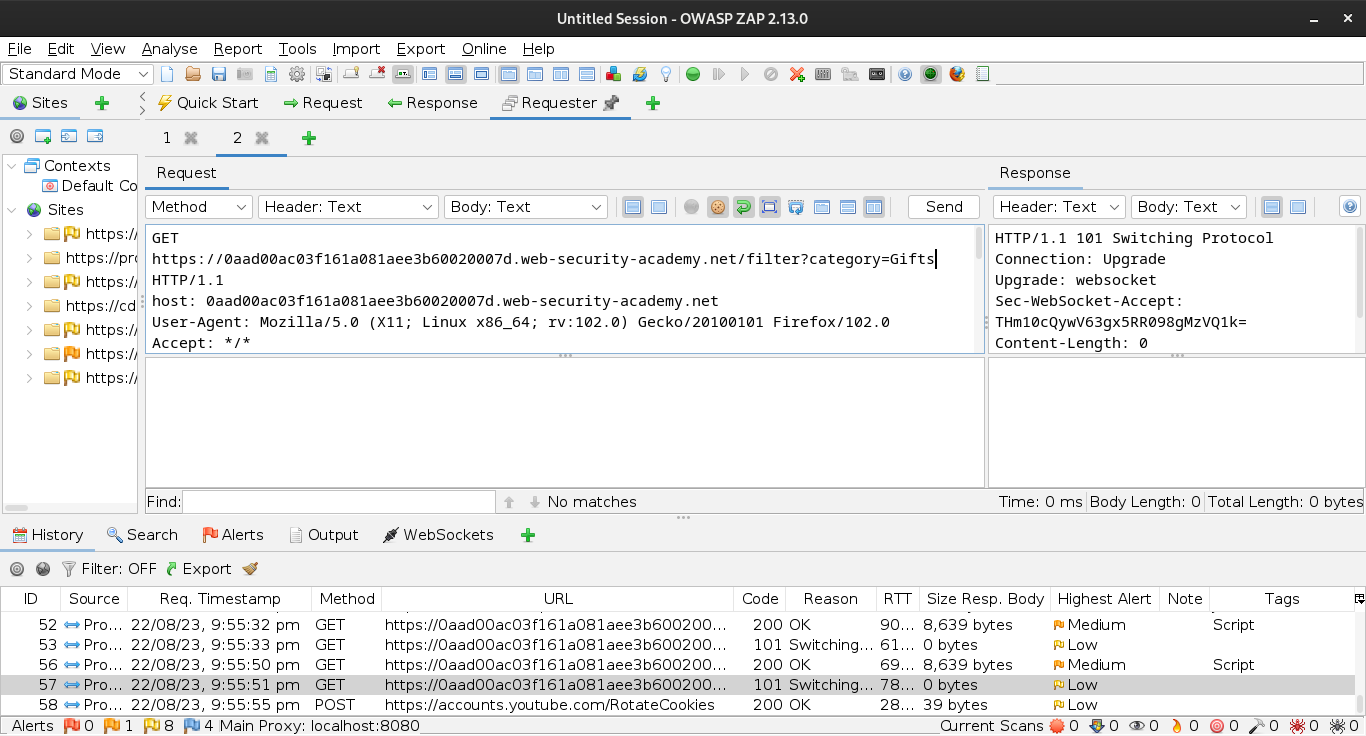 Untitled Session - OWASP ZAP 2.13.0
File Edit View Analyse Report Tools Import Export Online Help
Standard Mode
Sites Quick Start Request Response Requester
1 2
Contexts
Default Co
Sites
https://
https://pro
https://
https://cd
https://
https://
https://
Request
Method Header: Text Body: Text Send
GET
https://0aad00ac03f161a081aee3b60020007d.web-security-academy.net/filter?category=Gifts
HTTP/1.1
host: 0aad00ac03f161a081aee3b60020007d.web-security-academy.net
User-Agent: Mozilla/5.0 (X11; Linux x86_64; rv:102.0) Gecko/20100101 Firefox/102.0
Accept: */*
Response
Header: Text Body: Text
HTTP/1.1 101 Switching Protocol
Connection: Upgrade
Upgrade: websocket
Sec-WebSocket-Accept:
THm10cQywV63gx5RR098gMzVQ1k=
Content-Length: 0
Find: No matches Time: 0 ms Body Length: 0 Total Length: 0 bytes
History Search Alerts Output WebSockets
Filter: OFF Export
ID Source Req. Timestamp Method URL Code Reason RTT Size Resp. Body Highest Alert Note Tags
52 Pro... 22/08/23, 9:55:32 pm GET https://0aad00ac03f161a081aee3b600200... 200 OK 90... 8,639 bytes Medium Script
53 Pro... 22/08/23, 9:55:33 pm GET https://0aad00ac03f161a081aee3b600200... 101 Switching... 61... 0 bytes Low
56 Pro... 22/08/23, 9:55:50 pm GET https://0aad00ac03f161a081aee3b600200... 200 OK 69... 8,639 bytes Medium Script
57 Pro... 22/08/23, 9:55:51 pm GET https://0aad00ac03f161a081aee3b600200... 101 Switching... 78... 0 bytes Low
58 Pro... 22/08/23, 9:55:55 pm POST https://accounts.youtube.com/RotateCookies 200 OK 28... 39 bytes Low
Alerts 0 1 8 4 Main Proxy: localhost:8080 Current Scans 0 0 0 0 0 0 0 0